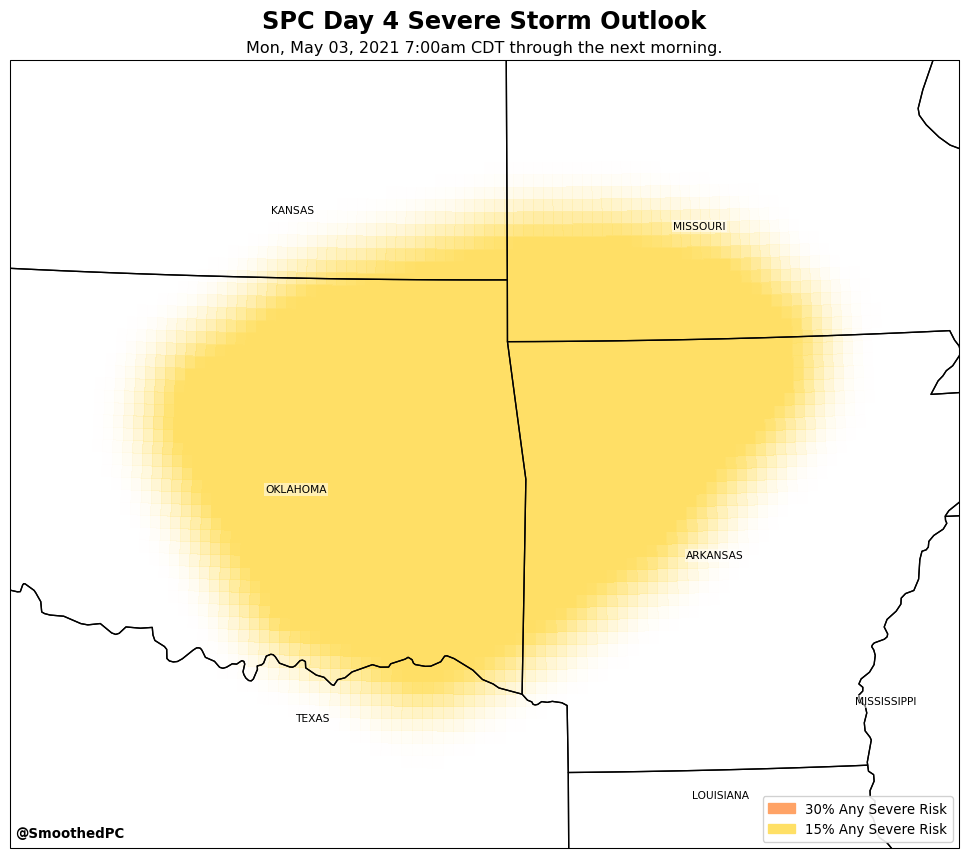 SPC Day 4 Severe Storm Outlook
Mon, May 03, 2021 7:00am CDT through the next morning.
KANSAS
MISSOURI
OKLAHOMA
ARKANSAS
MISSISSIPPI
TEXAS
LOUISIANA
30% Any Severe Risk
15% Any Severe Risk
@SmoothedPC